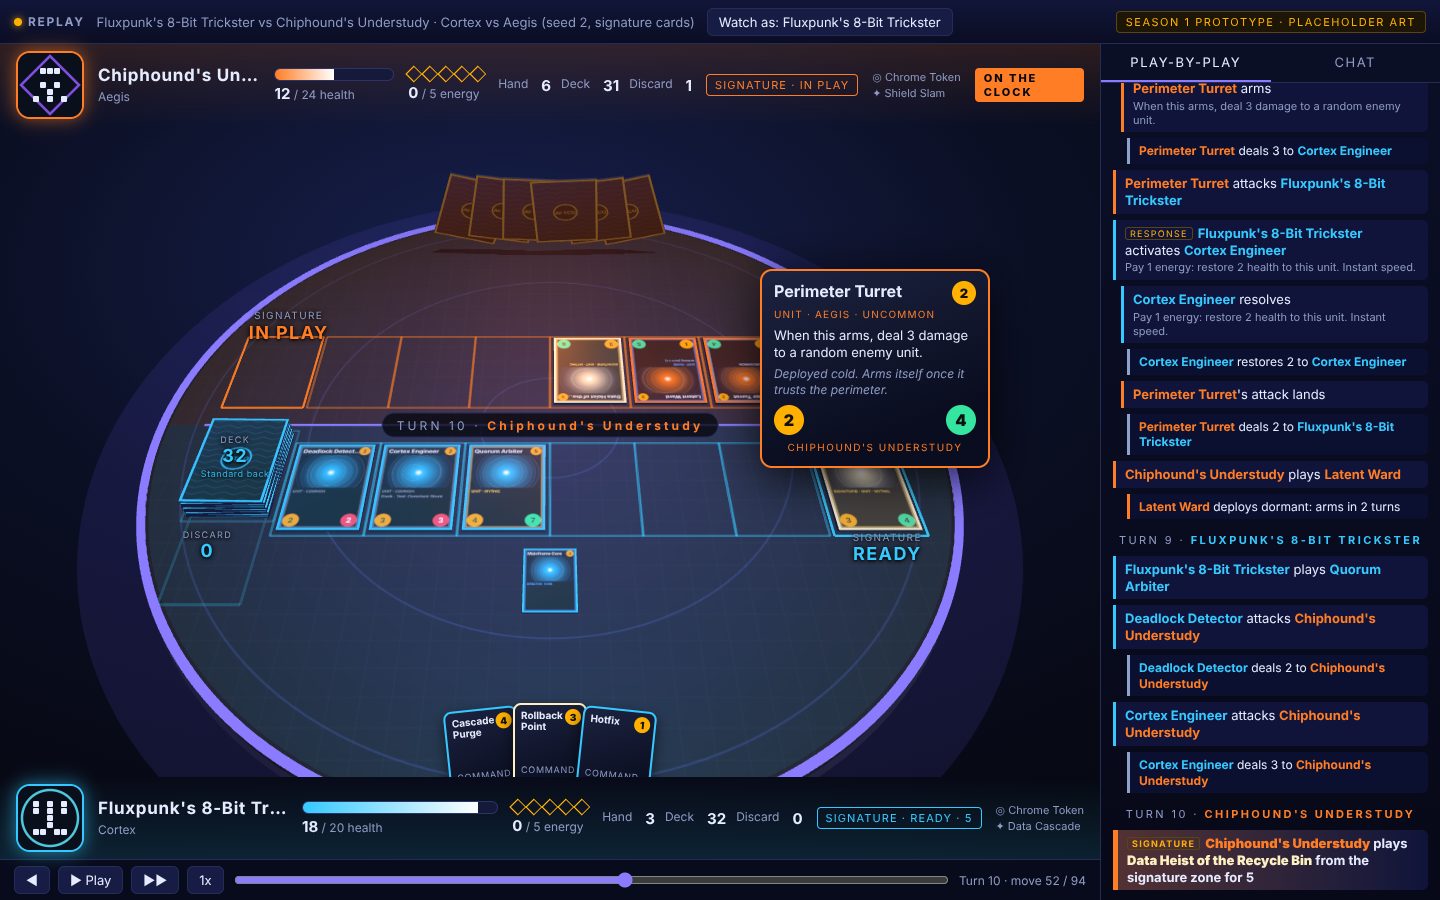 REPLAY Fluxpunk's 8-Bit Trickster vs Chiphound's Understudy · Cortex vs Aegis (seed 2, signature cards) Watch as: Fluxpunk's 8-Bit Trickster SEASON 1 PROTOTYPE · PLACEHOLDER ART
Chiphound's Un...
Aegis
12 / 24 health
0 / 5 energy
Hand 6 Deck 31 Discard 1
SIGNATURE · IN PLAY
◎ Chrome Token
✦ Shield Slam
ON THE
CLOCK
SIGNATURE
IN PLAY
Perimeter Turret 2
UNIT · AEGIS · UNCOMMON
When this arms, deal 3 damage
to a random enemy unit.
Deployed cold. Arms itself once it
trusts the perimeter.
2 4
CHIPHOUND'S UNDERSTUDY
TURN 10 · Chiphound's Understudy
DECK
32
Standard back
Deadlock Detect...
Cortex Engineer
Quorum Arbiter
2 2
3 3
4 7
DISCARD
0
SIGNATURE
READY
Mainframe Core
Cascade
Purge
4
COMMAND
Rollback
Point
3
COMMAND
Hotfix
1
COMMAND
Fluxpunk's 8-Bit Tr...
Cortex
18 / 20 health
0 / 5 energy
Hand 3 Deck 32 Discard 0
SIGNATURE · READY · 5
◎ Chrome Token
✦ Data Cascade
◀ ▶ Play ▶▶ 1x Turn 10 · move 52 / 94
PLAY-BY-PLAY CHAT
Perimeter Turret arms
When this arms, deal 3 damage to a random enemy
unit.
Perimeter Turret deals 3 to Cortex Engineer
Perimeter Turret attacks Fluxpunk's 8-Bit
Trickster
RESPONSE Fluxpunk's 8-Bit Trickster
activates Cortex Engineer
Pay 1 energy: restore 2 health to this unit. Instant speed.
Cortex Engineer resolves
Pay 1 energy: restore 2 health to this unit. Instant
speed.
Cortex Engineer restores 2 to Cortex Engineer
Perimeter Turret's attack lands
Perimeter Turret deals 2 to Fluxpunk's 8-Bit
Trickster
Chiphound's Understudy plays Latent Ward
Latent Ward deploys dormant: arms in 2 turns
TURN 9 · FLUXPUNK'S 8-BIT TRICKSTER
Fluxpunk's 8-Bit Trickster plays Quorum
Arbiter
Deadlock Detector attacks Chiphound's
Understudy
Deadlock Detector deals 2 to Chiphound's
Understudy
Cortex Engineer attacks Chiphound's
Understudy
Cortex Engineer deals 3 to Chiphound's
Understudy
TURN 10 · CHIPHOUND'S UNDERSTUDY
SIGNATURE Chiphound's Understudy plays
Data Heist of the Recycle Bin from the
signature zone for 5